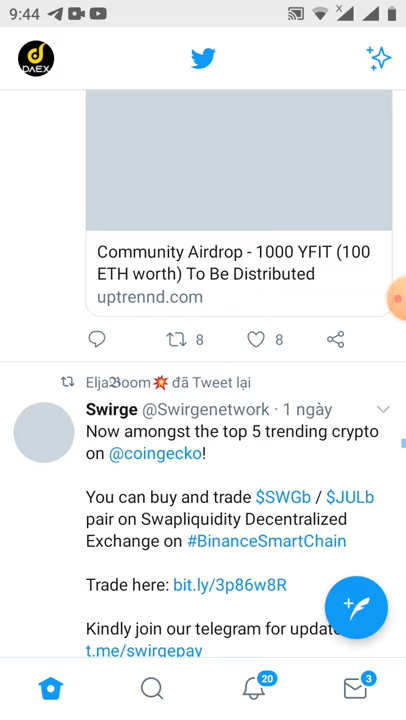 9:44
DAEX
Community Airdrop - 1000 YFIT (100
ETH worth) To Be Distributed
uptrennd.com
8
8
đã Tweet lại
Swirge @Swirgenetwork · 1 ngày
Now amongst the top 5 trending crypto
on @coingecko!
You can buy and trade $SWGb / $JULb
pair on Swapliquidity Decentralized
Exchange on #BinanceSmartChain
Trade here: bit.ly/3p86w8R
Kindly join our telegram for
t.me/swirgepay
20
3